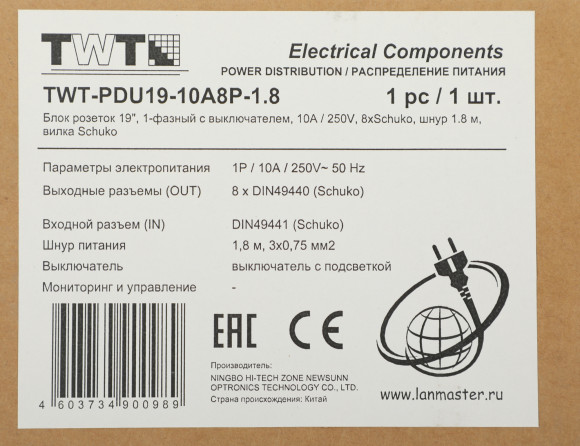 TWT
Electrical Components
POWER DISTRIBUTION / РАСПРЕДЕЛЕНИЕ ПИТАНИЯ
TWT-PDU19-10A8P-1.8 1 pc / 1 шт.
Блок розеток 19", 1-фазный с выключателем, 10A / 250V, 8xSchuko, шнур 1.8 м,
вилка Schuko
Параметры электропитания 1P / 10A / 250V~ 50 Hz
Выходные разъемы (OUT) 8 x DIN49440 (Schuko)
Входной разъем (IN) DIN49441 (Schuko)
Шнур питания 1,8 м, 3x0,75 мм2
Выключатель выключатель с подсветкой
Мониторинг и управление -
EAC CE
Производитель:
NINGBO HI-TECH ZONE NEWSUNN
OPTRONICS TECHNOLOGY CO., LTD.
Страна происхождения: Китай
4 603734 900989
www.lanmaster.ru